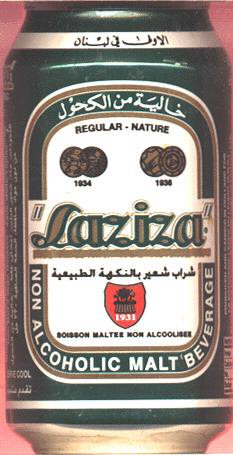 الاولى في لبنان
خالية من الكحول
REGULAR - NATURE
1934 1936
"Laziza"
شراب شعير بالنكهة الطبيعية
1931
BOISSON MALTEE NON ALCOOLISEE
NON ALCOHOLIC MALT BEVERAGE